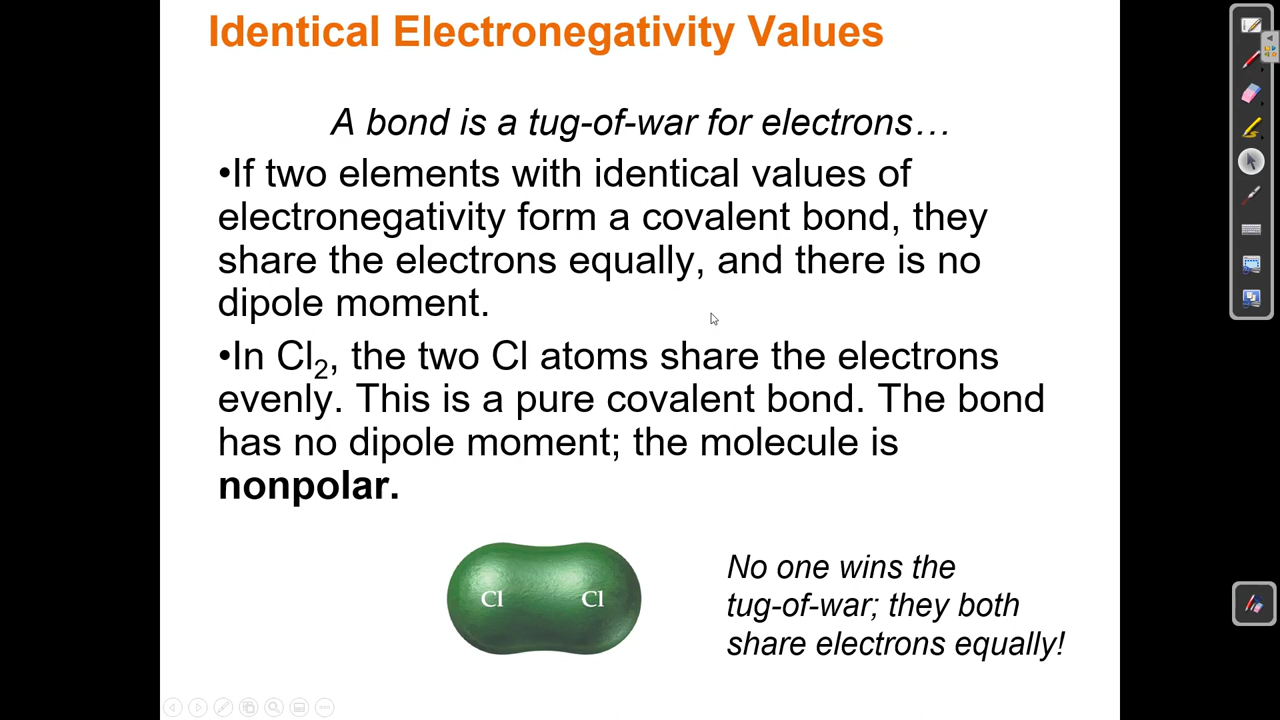 Identical Electronegativity Values
A bond is a tug-of-war for electrons…
•If two elements with identical values of
electronegativity form a covalent bond, they
share the electrons equally, and there is no
dipole moment.
•In Cl₂, the two Cl atoms share the electrons
evenly. This is a pure covalent bond. The bond
has no dipole moment; the molecule is
nonpolar.
Cl Cl
No one wins the
tug-of-war; they both
share electrons equally!